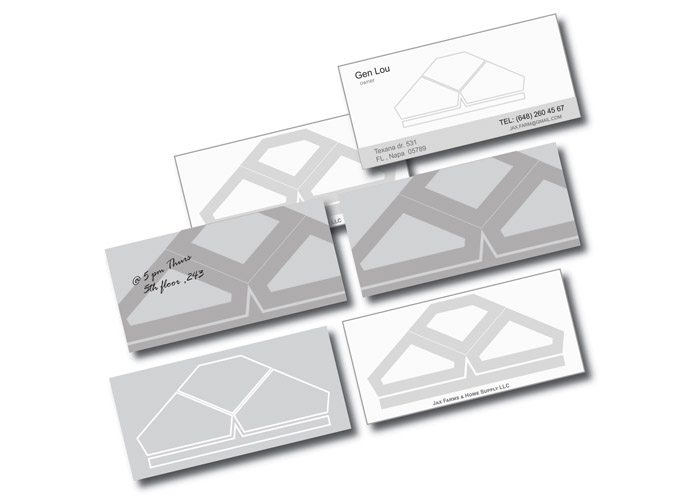 Gen Lou
owner
TEL: (648) 260 45 67
JAX.FARM@GMAIL.COM
Texana dr. 531
FL . Napa 05789
LLC
@ 5 pm Thurs
5th floor ,243
JAX FARMS & HOME SUPPLY LLC